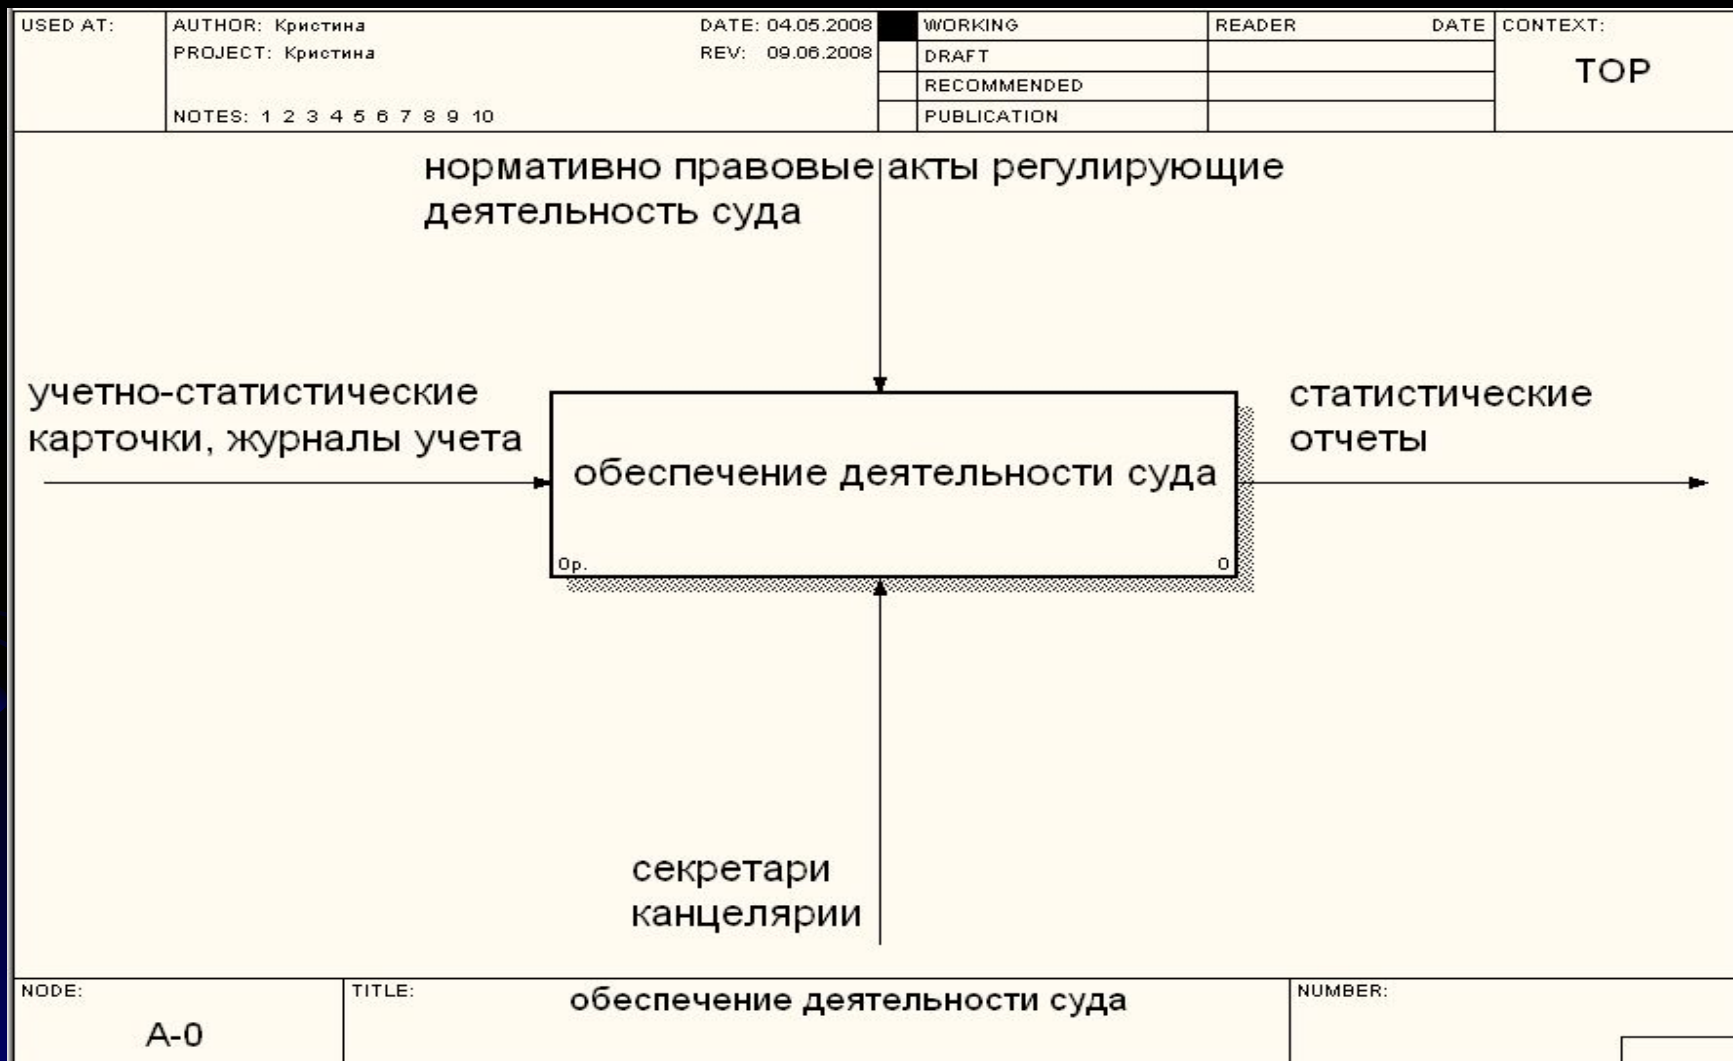 USED AT:
AUTHOR: Кристина
DATE: 04.05.2008
WORKING
READER
DATE
CONTEXT:
PROJECT: Кристина
REV: 09.06.2008
DRAFT
TOP
RECOMMENDED
NOTES: 1 2 3 4 5 6 7 8 9 10
PUBLICATION
нормативно правовые акты регулирующие
деятельность суда
учетно-статистические
карточки, журналы учета
статистические
отчеты
обеспечение деятельности суда
0р.
0
секретари
канцелярии
NODE:
A-0
TITLE:
обеспечение деятельности суда
NUMBER: